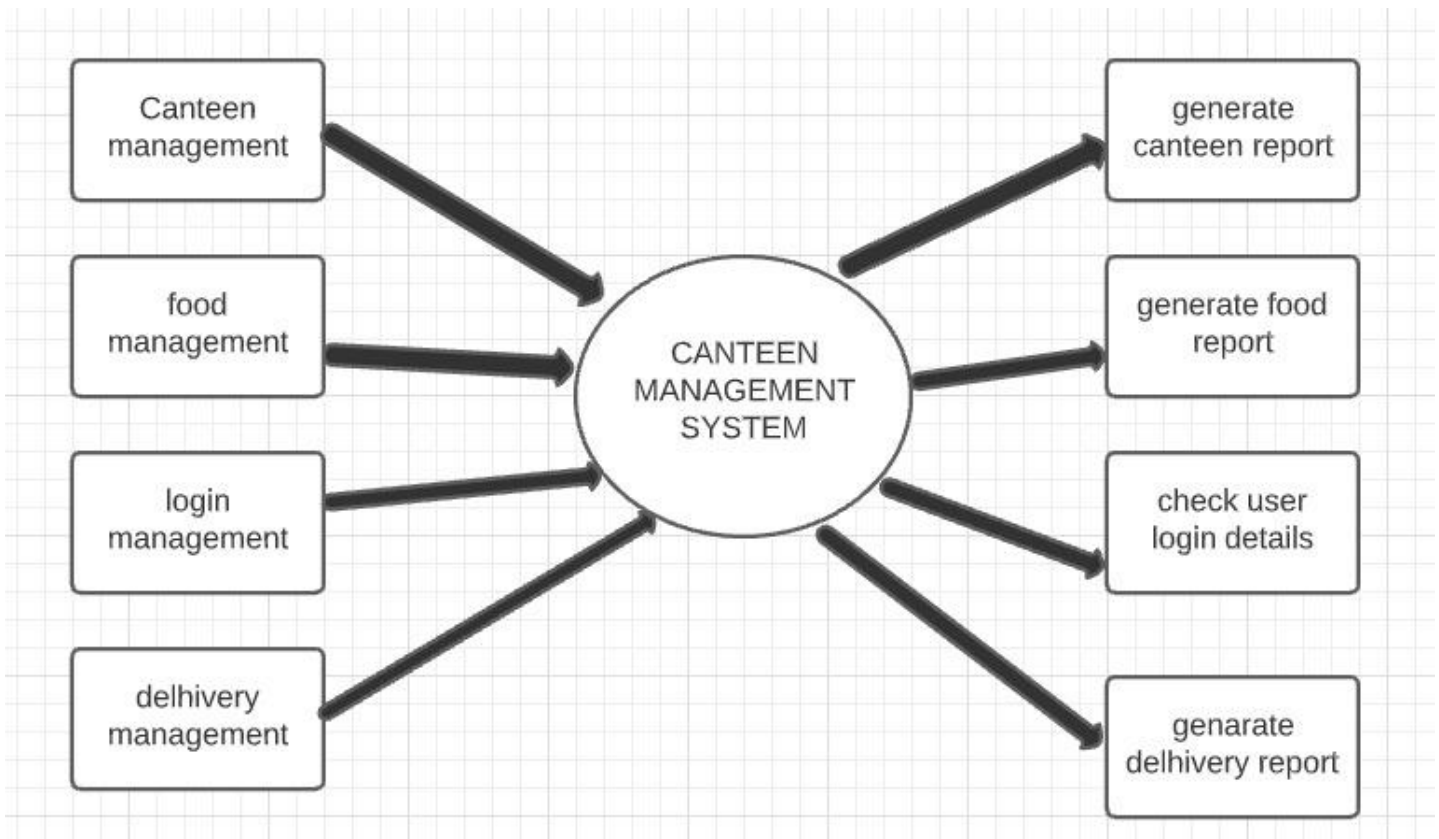 Canteen
management
food
management
login
management
delhivery
management
CANTEEN
MANAGEMENT
SYSTEM
generate
canteen report
generate food
report
check user
login details
genarate
delhivery report